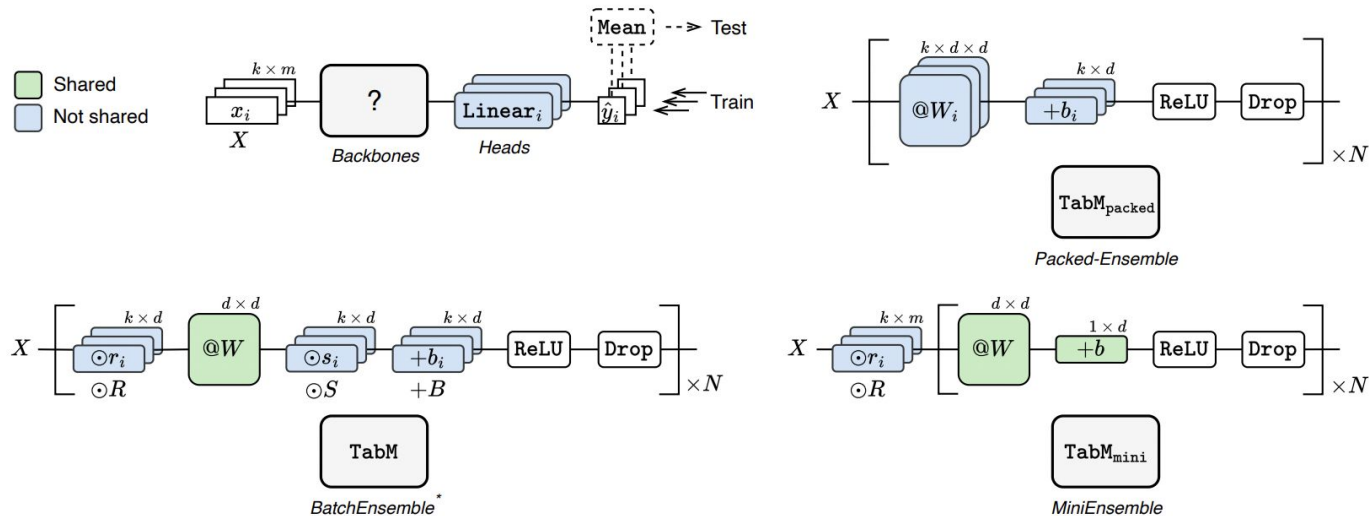 Shared
Not shared
k × m
x_i
X
?
Backbones
Linear_i
Heads
Mean
Test
ŷ_i
Train
X
k × d × d
@W_i
k × d
+b_i
ReLU
Drop
×N
TabM_packed
Packed-Ensemble
X
k × d
⊙r_i
⊙R
d × d
@W
k × d
⊙s_i
⊙S
k × d
+b_i
+B
ReLU
Drop
×N
TabM
BatchEnsemble*
X
k × m
⊙r_i
⊙R
d × d
@W
1 × d
+b
ReLU
Drop
×N
TabM_mini
MiniEnsemble